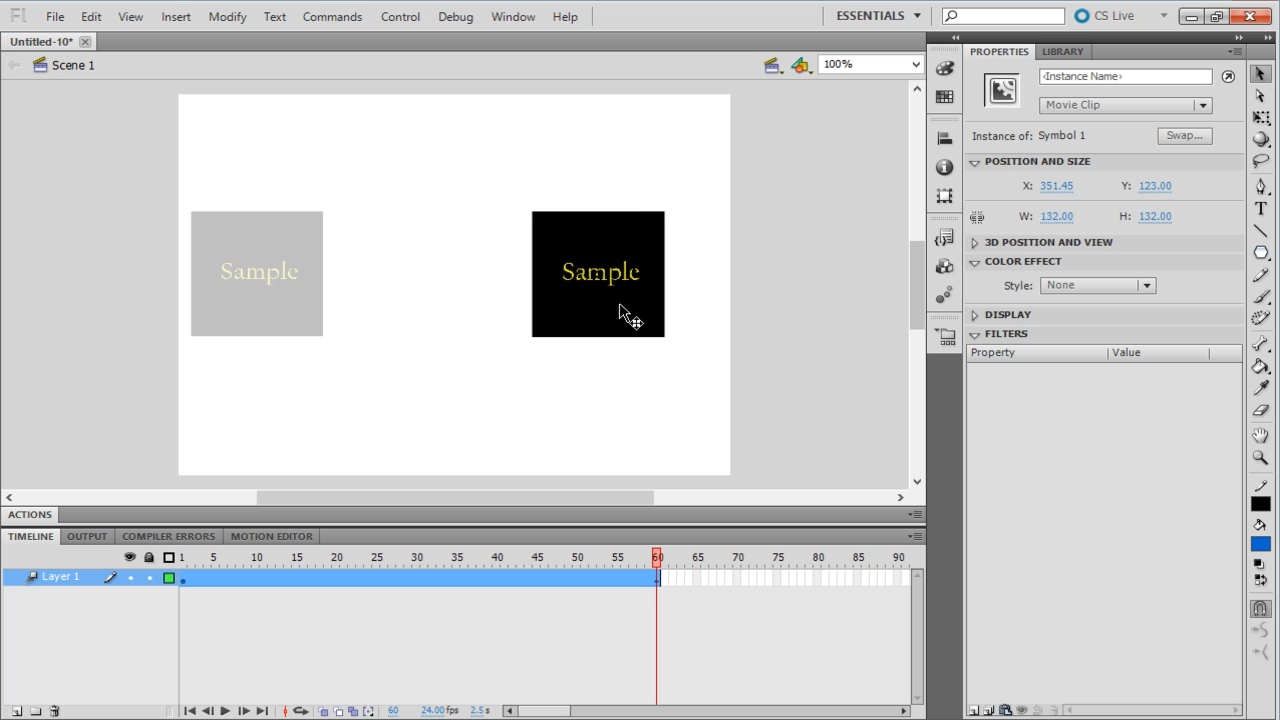 Fl File Edit View Insert Modify Text Commands Control Debug Window Help ESSENTIALS CS Live
Untitled-10*
Scene 1 100%
PROPERTIES LIBRARY
<Instance Name>
Movie Clip
Instance of: Symbol 1 Swap...
POSITION AND SIZE
X: 351.45 Y: 123.00
W: 132.00 H: 132.00
3D POSITION AND VIEW
COLOR EFFECT
Style: None
DISPLAY
FILTERS
Property Value
Sample Sample
ACTIONS
TIMELINE OUTPUT COMPILER ERRORS MOTION EDITOR
1 5 10 15 20 25 30 35 40 45 50 55 60 65 70 75 80 85 90
Layer 1
60 24.00fps 2.5s